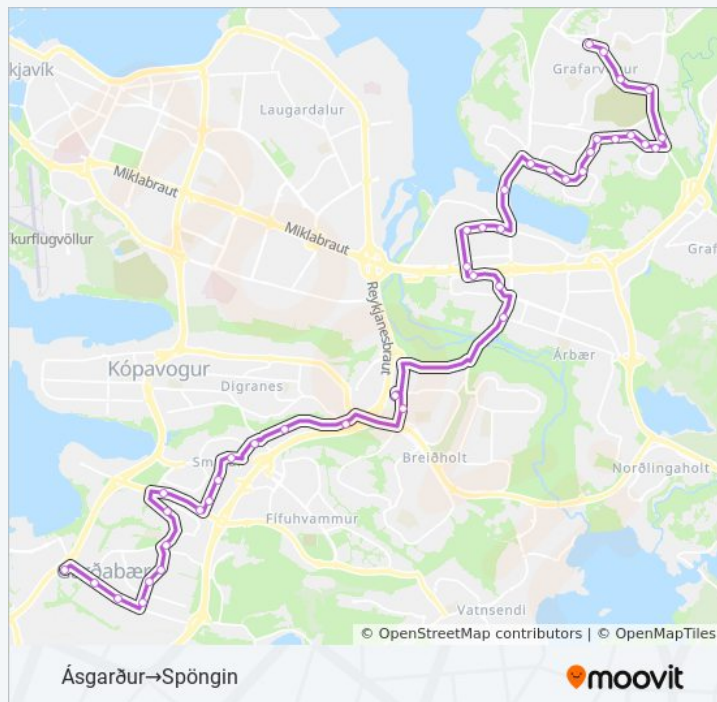 Grafarvogur
kjavík
Laugardalur
Miklabraut
Miklabraut
kurflugvöllur
Graf
Reykjanesbraut
Kópavogur
Árbær
Digranes
Breiðholt
Norðlingaholt
Sm
Fífuhvammur
Garðabær
Vatnsendi
© OpenStreetMap contributors | © OpenMapTiles
Ásgarður→Spöngin
moovit